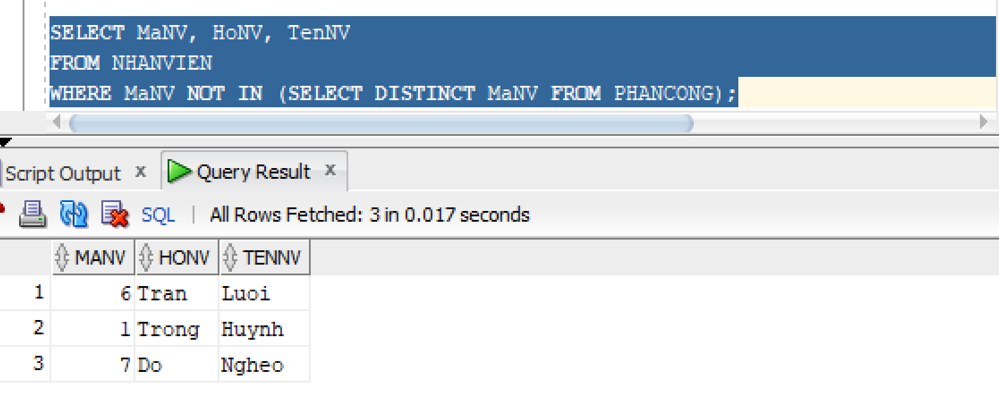 SELECT MaNV, HoNV, TenNV
FROM NHANVIEN
WHERE MaNV NOT IN (SELECT DISTINCT MaNV FROM PHANCONG);
Script Output x Query Result x
SQL | All Rows Fetched: 3 in 0.017 seconds
MANV HONV TENNV
1 6 Tran Luoi
2 1 Trong Huynh
3 7 Do Ngheo